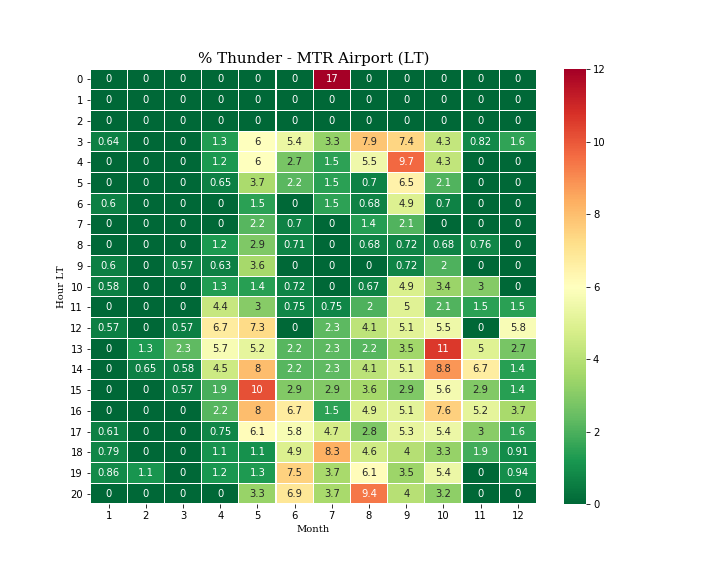 % Thunder - MTR Airport (LT)
0 0 0 0 0 0 0 17 0 0 0 0 0
1 0 0 0 0 0 0 0 0 0 0 0 0
2 0 0 0 0 0 0 0 0 0 0 0 0
3 0.64 0 0 1.3 6 5.4 3.3 7.9 7.4 4.3 0.82 1.6
4 0 0 0 1.2 6 2.7 1.5 5.5 9.7 4.3 0 0
5 0 0 0 0.65 3.7 2.2 1.5 0.7 6.5 2.1 0 0
6 0.6 0 0 0 1.5 0 1.5 0.68 4.9 0.7 0 0
7 0 0 0 0 2.2 0.7 0 1.4 2.1 0 0 0
8 0 0 0 1.2 2.9 0.71 0 0.68 0.72 0.68 0.76 0
9 0.6 0 0.57 0.63 3.6 0 0 0 0.72 2 0 0
10 0.58 0 0 1.3 1.4 0.72 0 0.67 4.9 3.4 3 0
11 0 0 0 4.4 3 0.75 0.75 2 5 2.1 1.5 1.5
12 0.57 0 0.57 6.7 7.3 0 2.3 4.1 5.1 5.5 0 5.8
13 0 1.3 2.3 5.7 5.2 2.2 2.3 2.2 3.5 11 5 2.7
14 0 0.65 0.58 4.5 8 2.2 2.3 4.1 5.1 8.8 6.7 1.4
15 0 0 0.57 1.9 10 2.9 2.9 3.6 2.9 5.6 2.9 1.4
16 0 0 0 2.2 8 6.7 1.5 4.9 5.1 7.6 5.2 3.7
17 0.61 0 0 0.75 6.1 5.8 4.7 2.8 5.3 5.4 3 1.6
18 0.79 0 0 1.1 1.1 4.9 8.3 4.6 4 3.3 1.9 0.91
19 0.86 1.1 0 1.2 1.3 7.5 3.7 6.1 3.5 5.4 0 0.94
20 0 0 0 0 3.3 6.9 3.7 9.4 4 3.2 0 0
1 2 3 4 5 6 7 8 9 10 11 12
Month
Hour LT
12
10
8
6
4
2
0